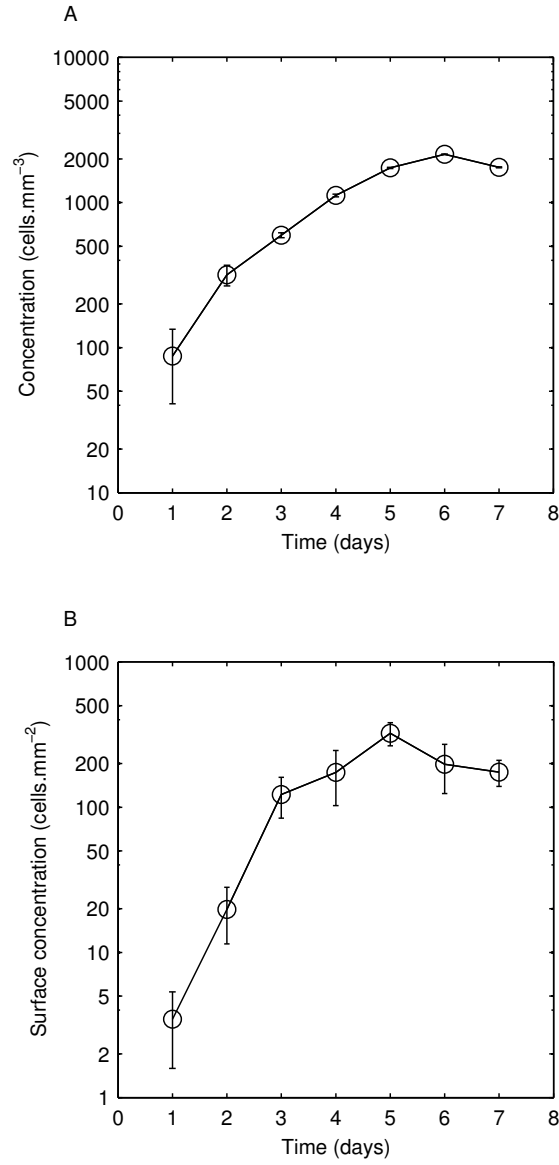 A
10000
5000
2000
1000
500
200
100
50
20
10
0 1 2 3 4 5 6 7 8
Time (days)
Concentration (cells.mm⁻³)
B
1000
500
200
100
50
20
10
5
2
1
0 1 2 3 4 5 6 7 8
Time (days)
Surface concentration (cells.mm⁻²)